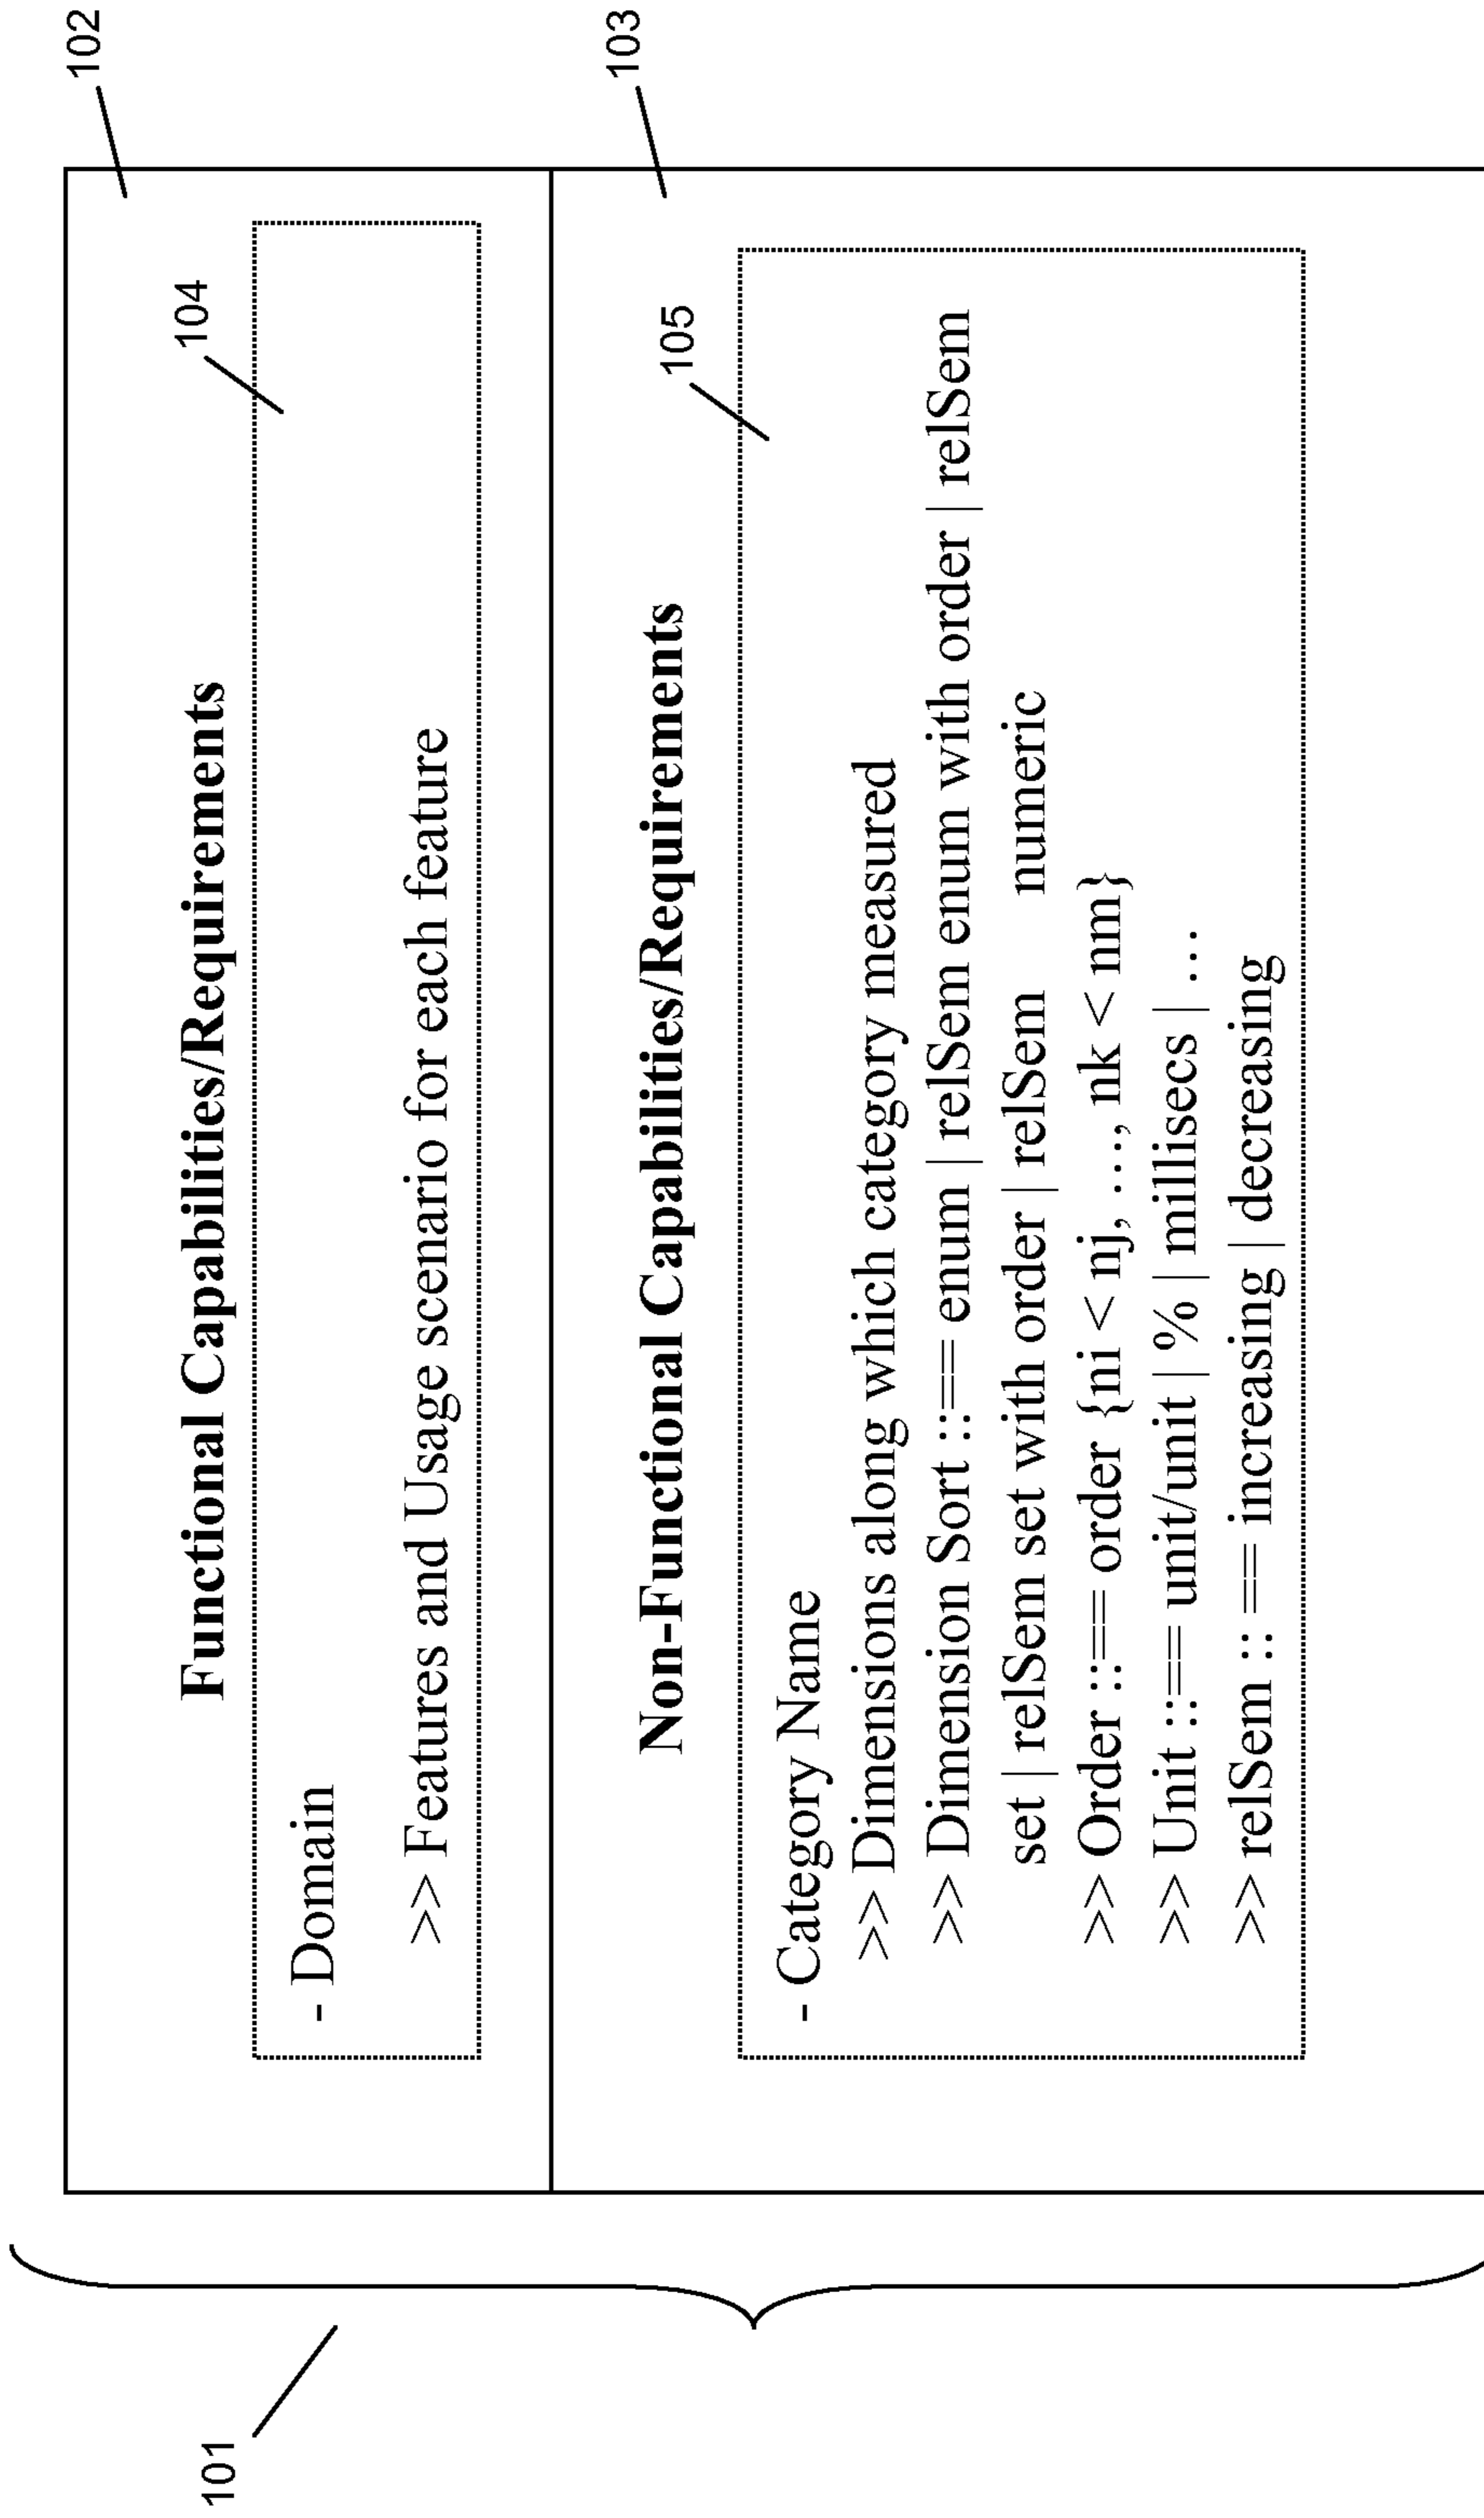 101
102
Functional Capabilities/Requirements
104
- Domain
>> Features and Usage scenario for each feature
103
Non-Functional Capabilities/Requirements
105
- Category Name
>> Dimensions along which category measured
>> Dimension Sort ::== enum | relSem enum with order | relSem
set | relSem set with order | relSem numeric
>> Order ::== order {ni < nj, ..., nk < nm}
>> Unit ::== unit/unit | % | millisecs | ...
>> relSem :: == increasing | decreasing